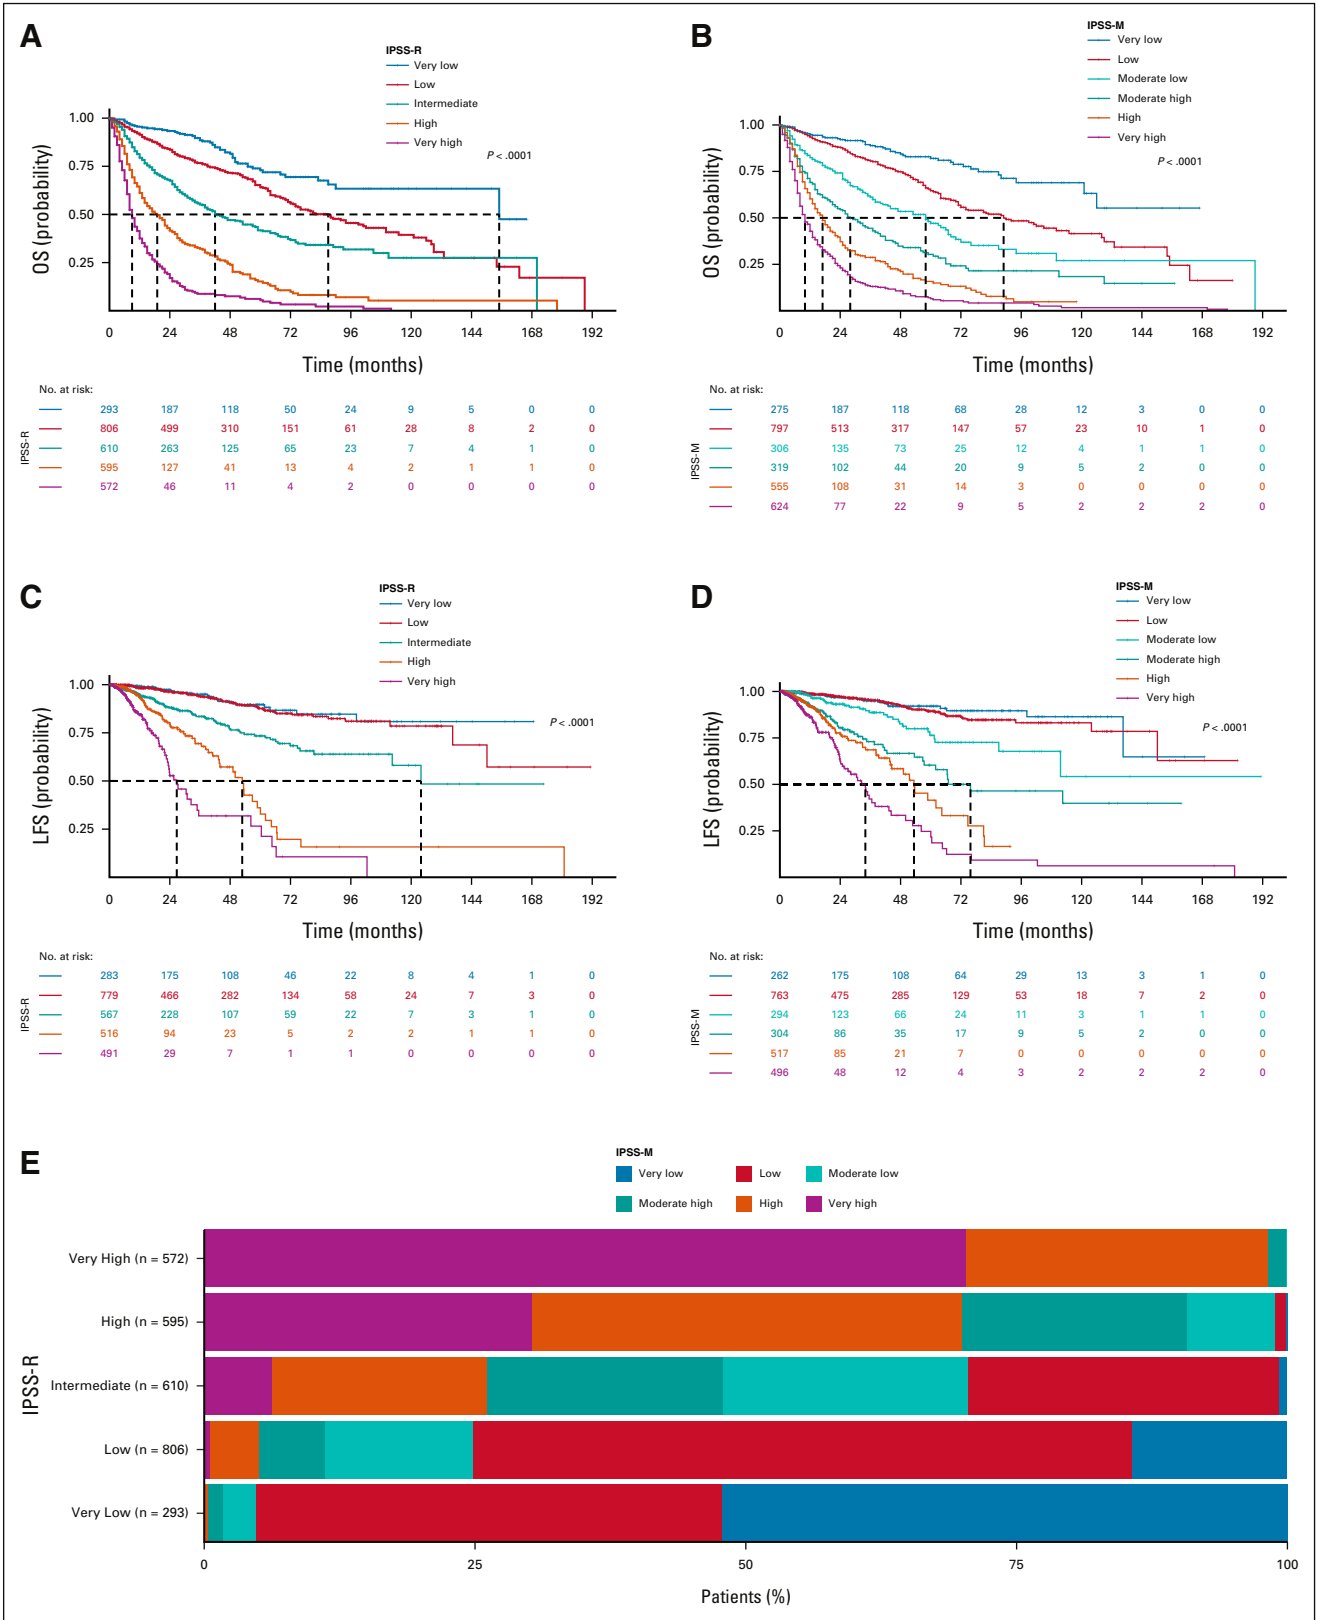 A
IPSS-R
Very low
Low
Intermediate
High
Very high
P < .0001
OS (probability)
1.00
0.75
0.50
0.25
0 24 48 72 96 120 144 168 192
Time (months)
No. at risk:
IPSS-R
293 187 118 50 24 9 5 0 0
806 499 310 151 61 28 8 2 0
610 263 125 65 23 7 4 1 0
595 127 41 13 4 2 1 1 0
572 46 11 4 2 0 0 0 0
B
IPSS-M
Very low
Low
Moderate low
Moderate high
High
Very high
P < .0001
OS (probability)
1.00
0.75
0.50
0.25
0 24 48 72 96 120 144 168 192
Time (months)
No. at risk:
IPSS-M
275 187 118 68 28 12 3 0 0
797 513 317 147 57 23 10 1 0
306 135 73 25 12 4 1 1 0
319 102 44 20 9 5 2 0 0
555 108 31 14 3 0 0 0 0
624 77 22 9 5 2 2 2 0
C
IPSS-R
Very low
Low
Intermediate
High
Very high
P < .0001
LFS (probability)
1.00
0.75
0.50
0.25
0 24 48 72 96 120 144 168 192
Time (months)
No. at risk:
IPSS-R
283 175 108 46 22 8 4 1 0
779 466 282 134 58 24 7 3 0
567 228 107 59 22 7 3 1 0
516 94 23 5 2 2 1 1 0
491 29 7 1 1 0 0 0 0
D
IPSS-M
Very low
Low
Moderate low
Moderate high
High
Very high
P < .0001
LFS (probability)
1.00
0.75
0.50
0.25
0 24 48 72 96 120 144 168 192
Time (months)
No. at risk:
IPSS-M
262 175 108 64 29 13 3 1 0
763 475 285 129 53 18 7 2 0
294 123 66 24 11 3 1 1 0
304 86 35 17 9 5 2 0 0
517 85 21 7 0 0 0 0 0
496 48 12 4 3 2 2 2 0
E
IPSS-M
Very low Low Moderate low
Moderate high High Very high
IPSS-R
Very High (n = 572)
High (n = 595)
Intermediate (n = 610)
Low (n = 806)
Very Low (n = 293)
0 25 50 75 100
Patients (%)